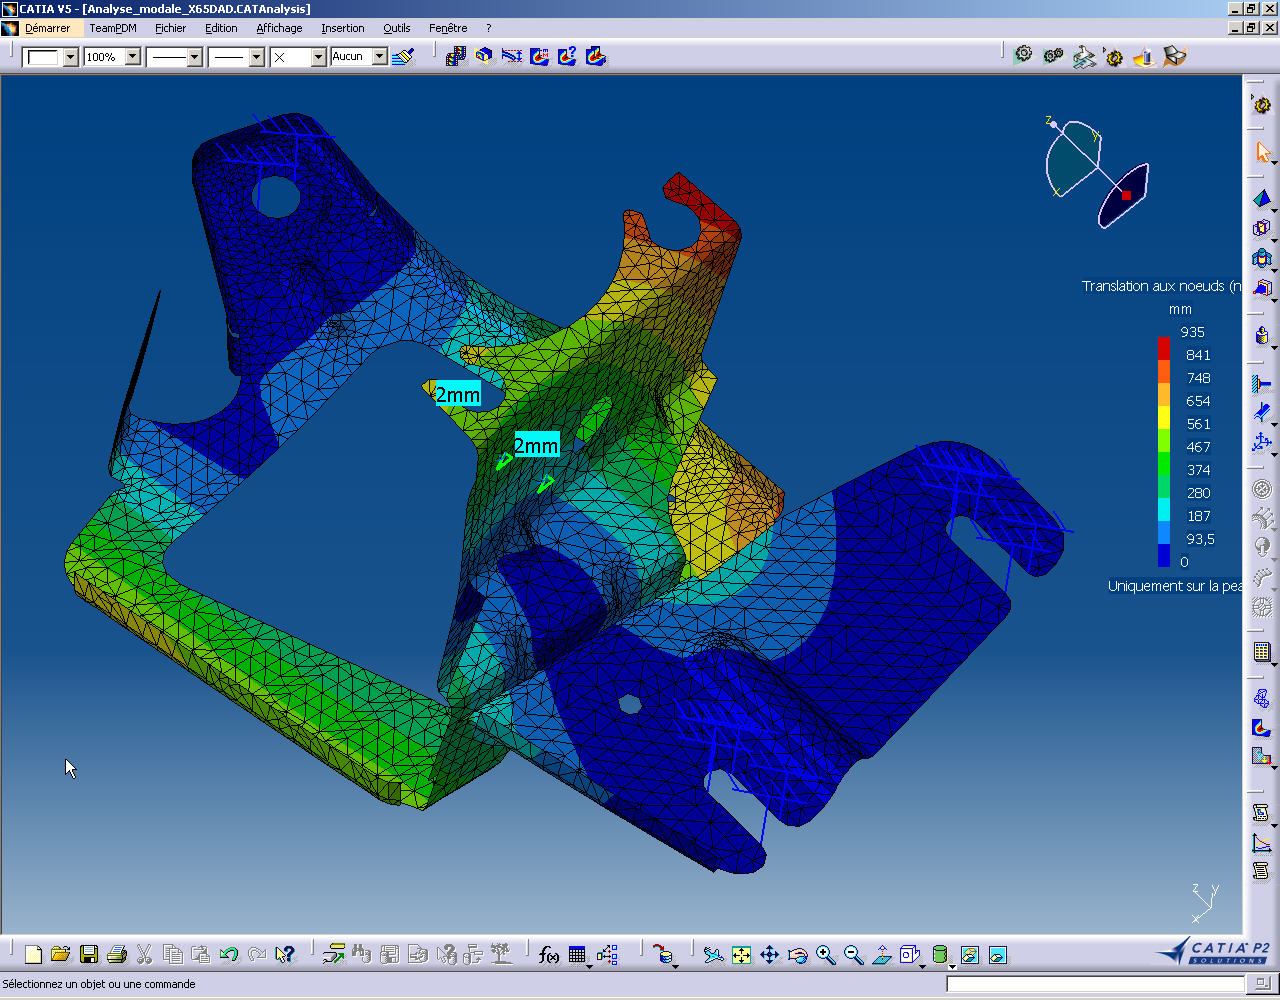 CATIA V5 - [Analyse_modale_X65DAD.CATAnalysis]
Démarrer TeamPDM Fichier Edition Affichage Insertion Outils Fenêtre ?
100% Aucun
z
y
x
Translation aux noeuds (n
mm
935
841
748
654
561
467
374
280
187
93,5
0
Uniquement sur la pea
2mm
2mm
z y
x
f(x)
CATIA P2
SOLUTIONS
Sélectionnez un objet ou une commande